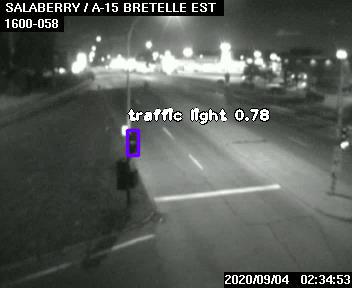 SALABERRY / A-15 BRETELLE EST
1600-058
traffic light 0.78
2020/09/04 02:34:53